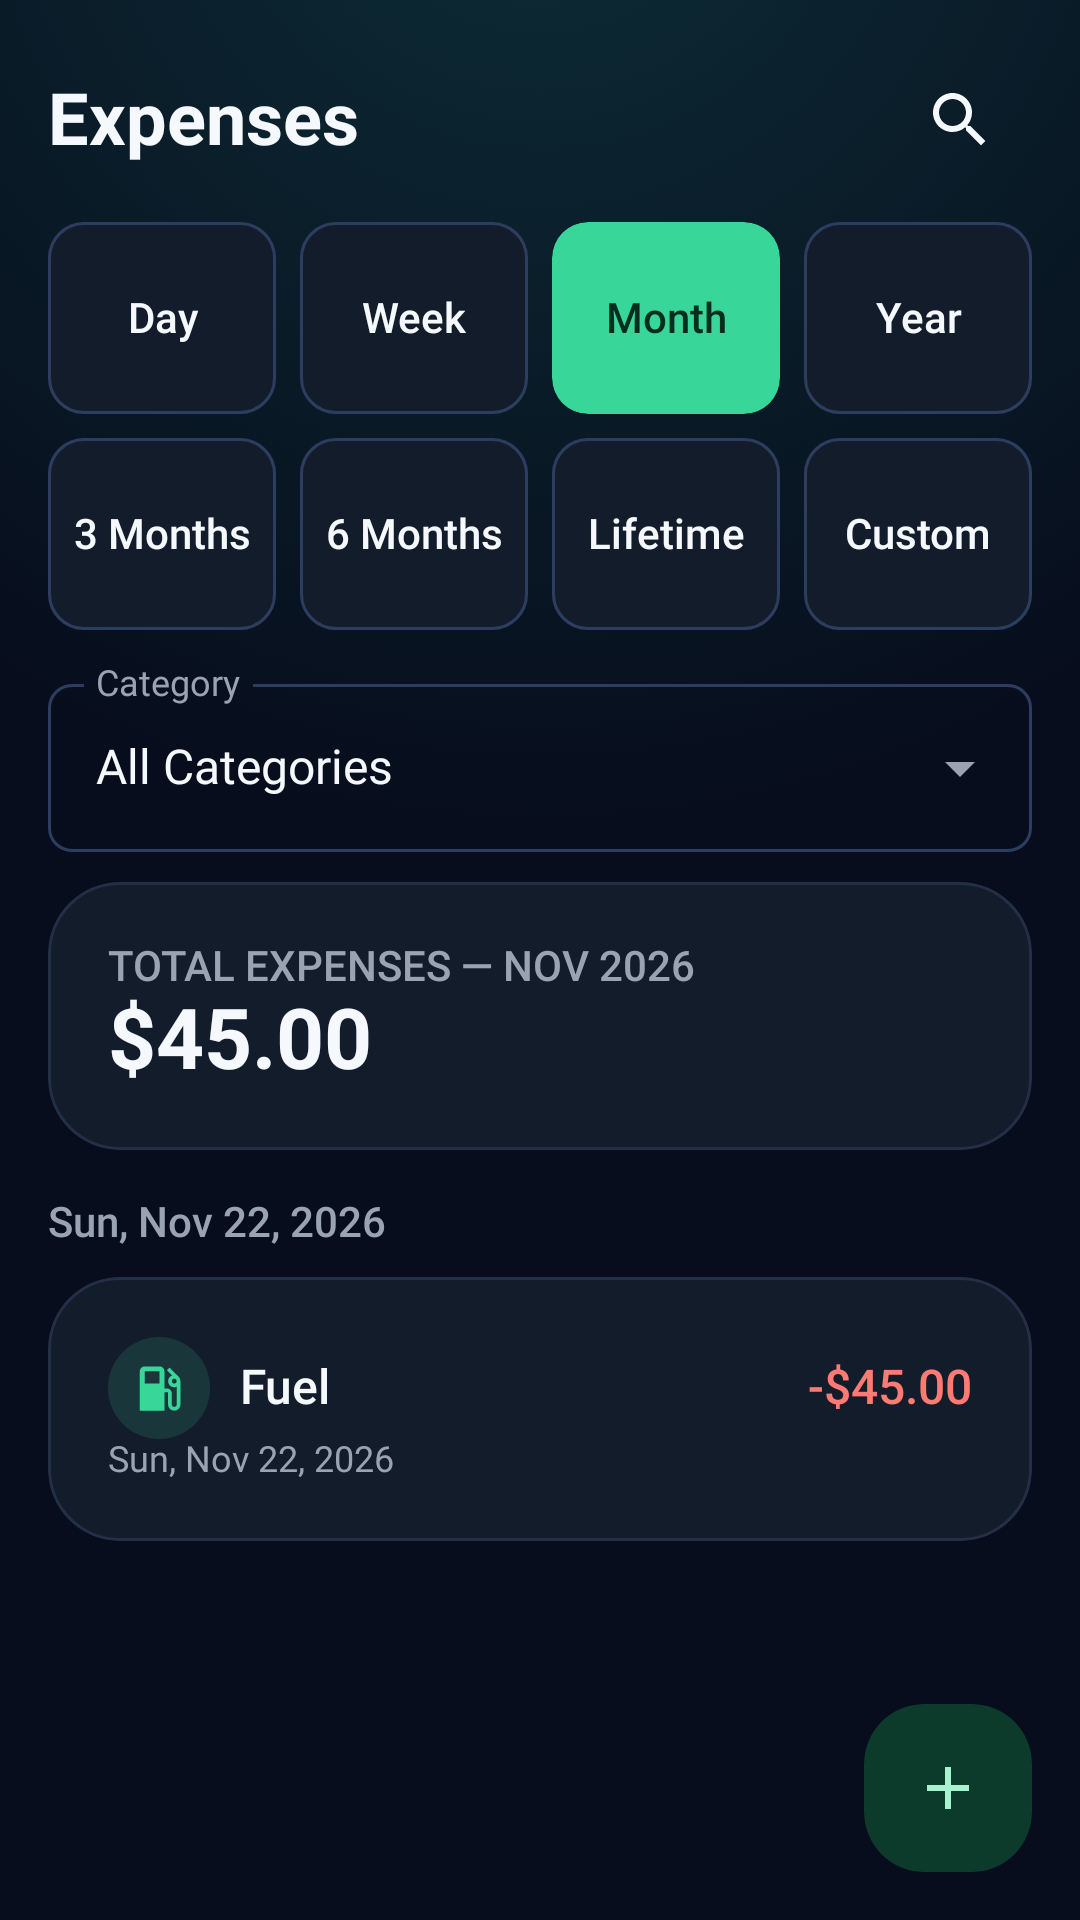 Expenses
Day Week Month Year
3 Months 6 Months Lifetime Custom
Category
All Categories
TOTAL EXPENSES — NOV 2026
$45.00
Sun, Nov 22, 2026
Fuel -$45.00
Sun, Nov 22, 2026